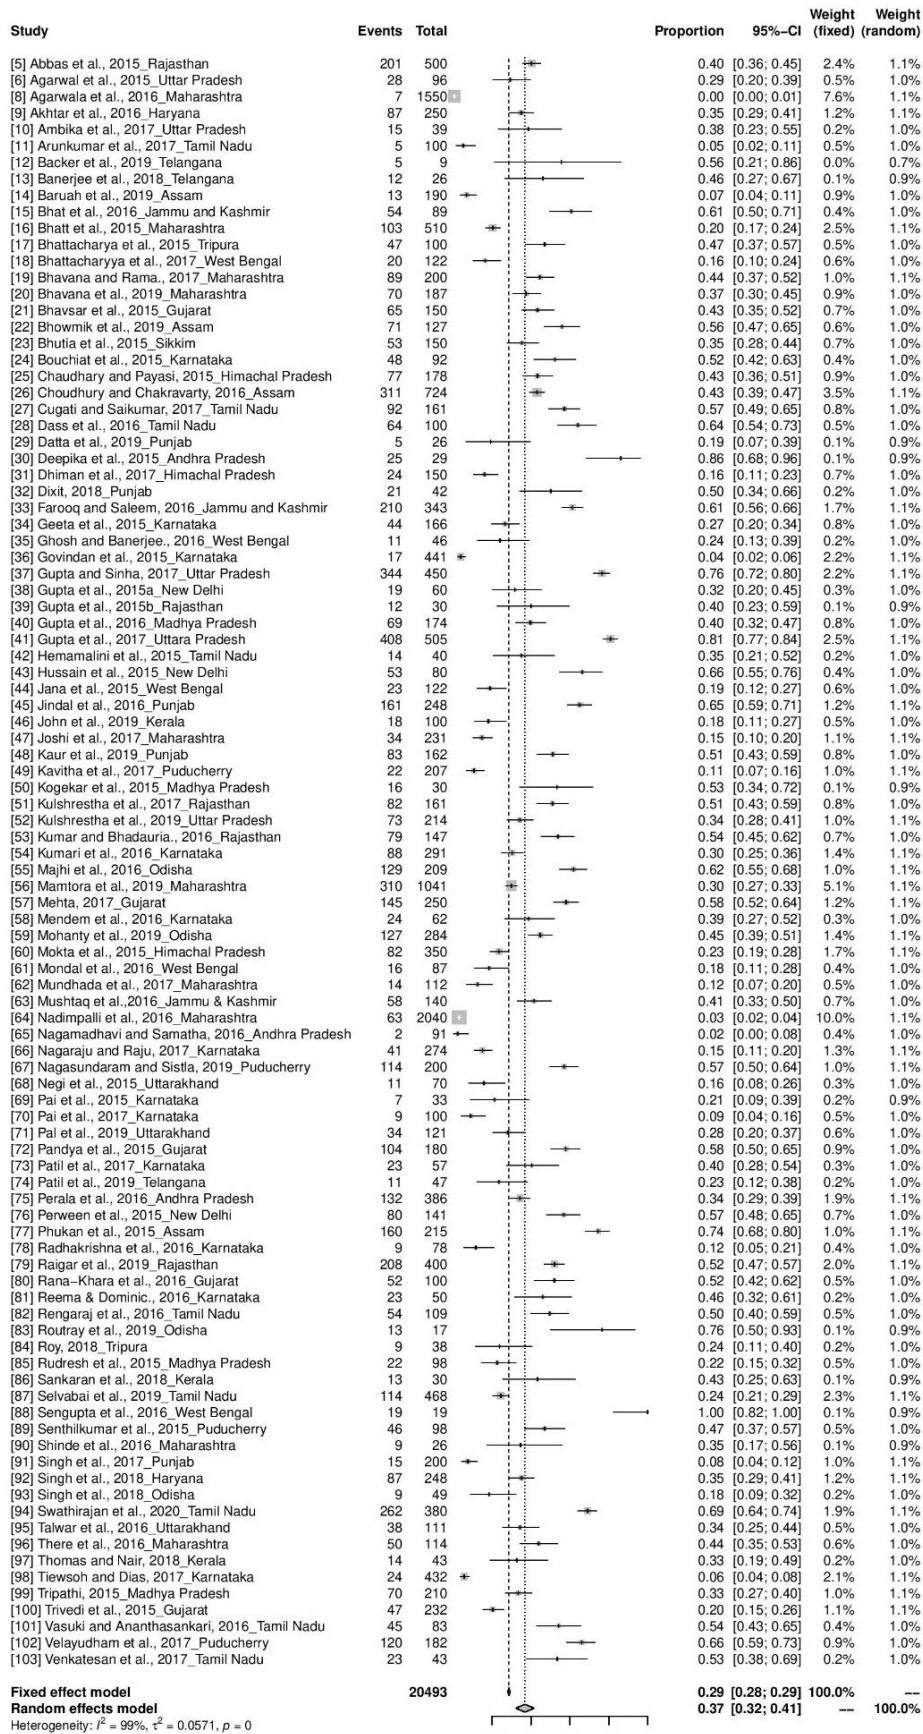 Weight Weight
Study Events Total Proportion 95%−CI (fixed) (random)
[5] Abbas et al., 2015_Rajasthan 201 500 0.40 [0.36; 0.45] 2.4% 1.1%
[6] Agarwal et al., 2015_Uttar Pradesh 28 96 0.29 [0.20; 0.39] 0.5% 1.0%
[8] Agarwala et al., 2016_Maharashtra 7 1550 0.00 [0.00; 0.01] 7.6% 1.1%
[9] Akhtar et al., 2016_Haryana 87 250 0.35 [0.29; 0.41] 1.2% 1.1%
[10] Ambika et al., 2017_Uttar Pradesh 15 39 0.38 [0.23; 0.55] 0.2% 1.0%
[11] Arunkumar et al., 2017_Tamil Nadu 5 100 0.05 [0.02; 0.11] 0.5% 1.0%
[12] Backer et al., 2019_Telangana 5 9 0.56 [0.21; 0.86] 0.0% 0.7%
[13] Banerjee et al., 2018_Telangana 12 26 0.46 [0.27; 0.67] 0.1% 0.9%
[14] Baruah et al., 2019_Assam 13 190 0.07 [0.04; 0.11] 0.9% 1.0%
[15] Bhat et al., 2016_Jammu and Kashmir 54 89 0.61 [0.50; 0.71] 0.4% 1.0%
[16] Bhatt et al., 2015_Maharashtra 103 510 0.20 [0.17; 0.24] 2.5% 1.1%
[17] Bhattacharya et al., 2015_Tripura 47 100 0.47 [0.37; 0.57] 0.5% 1.0%
[18] Bhattacharyya et al., 2017_West Bengal 20 122 0.16 [0.10; 0.24] 0.6% 1.0%
[19] Bhavana and Rama., 2017_Maharashtra 89 200 0.44 [0.37; 0.52] 1.0% 1.1%
[20] Bhavana et al., 2019_Maharashtra 70 187 0.37 [0.30; 0.45] 0.9% 1.0%
[21] Bhavsar et al., 2015_Gujarat 65 150 0.43 [0.35; 0.52] 0.7% 1.0%
[22] Bhowmik et al., 2019_Assam 71 127 0.56 [0.47; 0.65] 0.6% 1.0%
[23] Bhutia et al., 2015_Sikkim 53 150 0.35 [0.28; 0.44] 0.7% 1.0%
[24] Bouchiat et al., 2015_Karnataka 48 92 0.52 [0.42; 0.63] 0.4% 1.0%
[25] Chaudhary and Payasi, 2015_Himachal Pradesh 77 178 0.43 [0.36; 0.51] 0.9% 1.0%
[26] Choudhury and Chakravarty, 2016_Assam 311 724 0.43 [0.39; 0.47] 3.5% 1.1%
[27] Cugati and Saikumar, 2017_Tamil Nadu 92 161 0.57 [0.49; 0.65] 0.8% 1.0%
[28] Dass et al., 2016_Tamil Nadu 64 100 0.64 [0.54; 0.73] 0.5% 1.0%
[29] Datta et al., 2019_Punjab 5 26 0.19 [0.07; 0.39] 0.1% 0.9%
[30] Deepika et al., 2015_Andhra Pradesh 25 29 0.86 [0.68; 0.96] 0.1% 0.9%
[31] Dhiman et al., 2017_Himachal Pradesh 24 150 0.16 [0.11; 0.23] 0.7% 1.0%
[32] Dixit, 2018_Punjab 21 42 0.50 [0.34; 0.66] 0.2% 1.0%
[33] Farooq and Saleem, 2016_Jammu and Kashmir 210 343 0.61 [0.56; 0.66] 1.7% 1.1%
[34] Geeta et al., 2015_Karnataka 44 166 0.27 [0.20; 0.34] 0.8% 1.0%
[35] Ghosh and Banerjee., 2016_West Bengal 11 46 0.24 [0.13; 0.39] 0.2% 1.0%
[36] Govindan et al., 2015_Karnataka 17 441 0.04 [0.02; 0.06] 2.2% 1.1%
[37] Gupta and Sinha, 2017_Uttar Pradesh 344 450 0.76 [0.72; 0.80] 2.2% 1.1%
[38] Gupta et al., 2015a_New Delhi 19 60 0.32 [0.20; 0.45] 0.3% 1.0%
[39] Gupta et al., 2015b_Rajasthan 12 30 0.40 [0.23; 0.59] 0.1% 0.9%
[40] Gupta et al., 2016_Madhya Pradesh 69 174 0.40 [0.32; 0.47] 0.8% 1.0%
[41] Gupta et al., 2017_Uttara Pradesh 408 505 0.81 [0.77; 0.84] 2.5% 1.1%
[42] Hemamalini et al., 2015_Tamil Nadu 14 40 0.35 [0.21; 0.52] 0.2% 1.0%
[43] Hussain et al., 2015_New Delhi 53 80 0.66 [0.55; 0.76] 0.4% 1.0%
[44] Jana et al., 2015_West Bengal 23 122 0.19 [0.12; 0.27] 0.6% 1.0%
[45] Jindal et al., 2016_Punjab 161 248 0.65 [0.59; 0.71] 1.2% 1.1%
[46] John et al., 2019_Kerala 18 100 0.18 [0.11; 0.27] 0.5% 1.0%
[47] Joshi et al., 2017_Maharashtra 34 231 0.15 [0.10; 0.20] 1.1% 1.1%
[48] Kaur et al., 2019_Punjab 83 162 0.51 [0.43; 0.59] 0.8% 1.0%
[49] Kavitha et al., 2017_Puducherry 22 207 0.11 [0.07; 0.16] 1.0% 1.1%
[50] Kogekar et al., 2015_Madhya Pradesh 16 30 0.53 [0.34; 0.72] 0.1% 0.9%
[51] Kulshrestha et al., 2017_Rajasthan 82 161 0.51 [0.43; 0.59] 0.8% 1.0%
[52] Kulshrestha et al., 2019_Uttar Pradesh 73 214 0.34 [0.28; 0.41] 1.0% 1.1%
[53] Kumar and Bhadauria., 2016_Rajasthan 79 147 0.54 [0.45; 0.62] 0.7% 1.0%
[54] Kumari et al., 2016_Karnataka 88 291 0.30 [0.25; 0.36] 1.4% 1.1%
[55] Majhi et al., 2016_Odisha 129 209 0.62 [0.55; 0.68] 1.0% 1.1%
[56] Mamtora et al., 2019_Maharashtra 310 1041 0.30 [0.27; 0.33] 5.1% 1.1%
[57] Mehta, 2017_Gujarat 145 250 0.58 [0.52; 0.64] 1.2% 1.1%
[58] Mendem et al., 2016_Karnataka 24 62 0.39 [0.27; 0.52] 0.3% 1.0%
[59] Mohanty et al., 2019_Odisha 127 284 0.45 [0.39; 0.51] 1.4% 1.1%
[60] Mokta et al., 2015_Himachal Pradesh 82 350 0.23 [0.19; 0.28] 1.7% 1.1%
[61] Mondal et al., 2016_West Bengal 16 87 0.18 [0.11; 0.28] 0.4% 1.0%
[62] Mundhada et al., 2017_Maharashtra 14 112 0.12 [0.07; 0.20] 0.5% 1.0%
[63] Mushtaq et al.,2016_Jammu & Kashmir 58 140 0.41 [0.33; 0.50] 0.7% 1.0%
[64] Nadimpalli et al., 2016_Maharashtra 63 2040 0.03 [0.02; 0.04] 10.0% 1.1%
[65] Nagamadhavi and Samatha, 2016_Andhra Pradesh 2 91 0.02 [0.00; 0.08] 0.4% 1.0%
[66] Nagaraju and Raju, 2017_Karnataka 41 274 0.15 [0.11; 0.20] 1.3% 1.1%
[67] Nagasundaram and Sistla, 2019_Puducherry 114 200 0.57 [0.50; 0.64] 1.0% 1.1%
[68] Negi et al., 2015_Uttarakhand 11 70 0.16 [0.08; 0.26] 0.3% 1.0%
[69] Pai et al., 2015_Karnataka 7 33 0.21 [0.09; 0.39] 0.2% 0.9%
[70] Pai et al., 2017_Karnataka 9 100 0.09 [0.04; 0.16] 0.5% 1.0%
[71] Pal et al., 2019_Uttarakhand 34 121 0.28 [0.20; 0.37] 0.6% 1.0%
[72] Pandya et al., 2015_Gujarat 104 180 0.58 [0.50; 0.65] 0.9% 1.0%
[73] Patil et al., 2017_Karnataka 23 57 0.40 [0.28; 0.54] 0.3% 1.0%
[74] Patil et al., 2019_Telangana 11 47 0.23 [0.12; 0.38] 0.2% 1.0%
[75] Perala et al., 2016_Andhra Pradesh 132 386 0.34 [0.29; 0.39] 1.9% 1.1%
[76] Perween et al., 2015_New Delhi 80 141 0.57 [0.48; 0.65] 0.7% 1.0%
[77] Phukan et al., 2015_Assam 160 215 0.74 [0.68; 0.80] 1.0% 1.1%
[78] Radhakrishna et al., 2016_Karnataka 9 78 0.12 [0.05; 0.21] 0.4% 1.0%
[79] Raigar et al., 2019_Rajasthan 208 400 0.52 [0.47; 0.57] 2.0% 1.1%
[80] Rana−Khara et al., 2016_Gujarat 52 100 0.52 [0.42; 0.62] 0.5% 1.0%
[81] Reema & Dominic., 2016_Karnataka 23 50 0.46 [0.32; 0.61] 0.2% 1.0%
[82] Rengaraj et al., 2016_Tamil Nadu 54 109 0.50 [0.40; 0.59] 0.5% 1.0%
[83] Routray et al., 2019_Odisha 13 17 0.76 [0.50; 0.93] 0.1% 0.9%
[84] Roy, 2018_Tripura 9 38 0.24 [0.11; 0.40] 0.2% 1.0%
[85] Rudresh et al., 2015_Madhya Pradesh 22 98 0.22 [0.15; 0.32] 0.5% 1.0%
[86] Sankaran et al., 2018_Kerala 13 30 0.43 [0.25; 0.63] 0.1% 0.9%
[87] Selvabai et al., 2019_Tamil Nadu 114 468 0.24 [0.21; 0.29] 2.3% 1.1%
[88] Sengupta et al., 2016_West Bengal 19 19 1.00 [0.82; 1.00] 0.1% 0.9%
[89] Senthilkumar et al., 2015_Puducherry 46 98 0.47 [0.37; 0.57] 0.5% 1.0%
[90] Shinde et al., 2016_Maharashtra 9 26 0.35 [0.17; 0.56] 0.1% 0.9%
[91] Singh et al., 2017_Punjab 15 200 0.08 [0.04; 0.12] 1.0% 1.1%
[92] Singh et al., 2018_Haryana 87 248 0.35 [0.29; 0.41] 1.2% 1.1%
[93] Singh et al., 2018_Odisha 9 49 0.18 [0.09; 0.32] 0.2% 1.0%
[94] Swathirajan et al., 2020_Tamil Nadu 262 380 0.69 [0.64; 0.74] 1.9% 1.1%
[95] Talwar et al., 2016_Uttarakhand 38 111 0.34 [0.25; 0.44] 0.5% 1.0%
[96] There et al., 2016_Maharashtra 50 114 0.44 [0.35; 0.53] 0.6% 1.0%
[97] Thomas and Nair, 2018_Kerala 14 43 0.33 [0.19; 0.49] 0.2% 1.0%
[98] Tiewsoh and Dias, 2017_Karnataka 24 432 0.06 [0.04; 0.08] 2.1% 1.1%
[99] Tripathi, 2015_Madhya Pradesh 70 210 0.33 [0.27; 0.40] 1.0% 1.1%
[100] Trivedi et al., 2015_Gujarat 47 232 0.20 [0.15; 0.26] 1.1% 1.1%
[101] Vasuki and Ananthasankari, 2016_Tamil Nadu 45 83 0.54 [0.43; 0.65] 0.4% 1.0%
[102] Velayudham et al., 2017_Puducherry 120 182 0.66 [0.59; 0.73] 0.9% 1.0%
[103] Venkatesan et al., 2017_Tamil Nadu 23 43 0.53 [0.38; 0.69] 0.2% 1.0%
Fixed effect model 20493 0.29 [0.28; 0.29] 100.0% −−
Random effects model 0.37 [0.32; 0.41] −− 100.0%
Heterogeneity: I² = 99%, τ² = 0.0571, p = 0